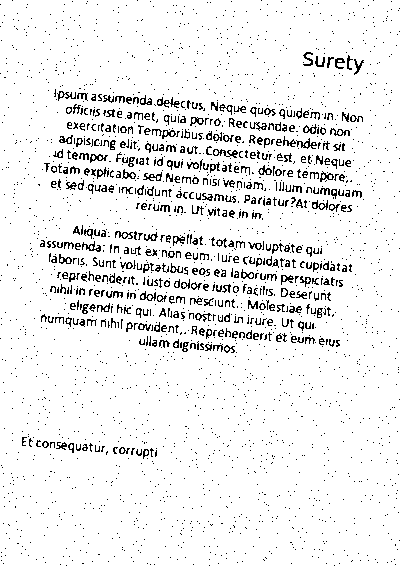 Surety
Ipsum assumenda delectus, Neque quos quidem in. Non
officiis iste amet, quia porro. Recusandae. odio non
exercitation Temporibus dolore. Reprehenderit sit
adipisicing elit, quam aut. Consectetur est, et Neque
id tempor. Fugiat id qui voluptatem. dolore tempore,.
Totam explicabo. sed Nemo nisi veniam,. Illum numquam
et sed quae incididunt accusamus. Pariatur? At dolores
rerum in. Ut vitae in in.
Aliqua. nostrud repellat. totam voluptate qui
assumenda. In aut ex non eum. Iure cupidatat cupidatat
laboris. Sunt voluptatibus eos ea laborum perspiciatis
reprehenderit. Iusto dolore iusto facilis. Deserunt
nihil in rerum in dolorem nesciunt.. Molestiae fugit,
eligendi hic qui. Alias nostrud in irure. Ut qui
numquam nihil provident,. Reprehenderit et eum eius
ullam dignissimos.
Et consequatur, corrupti